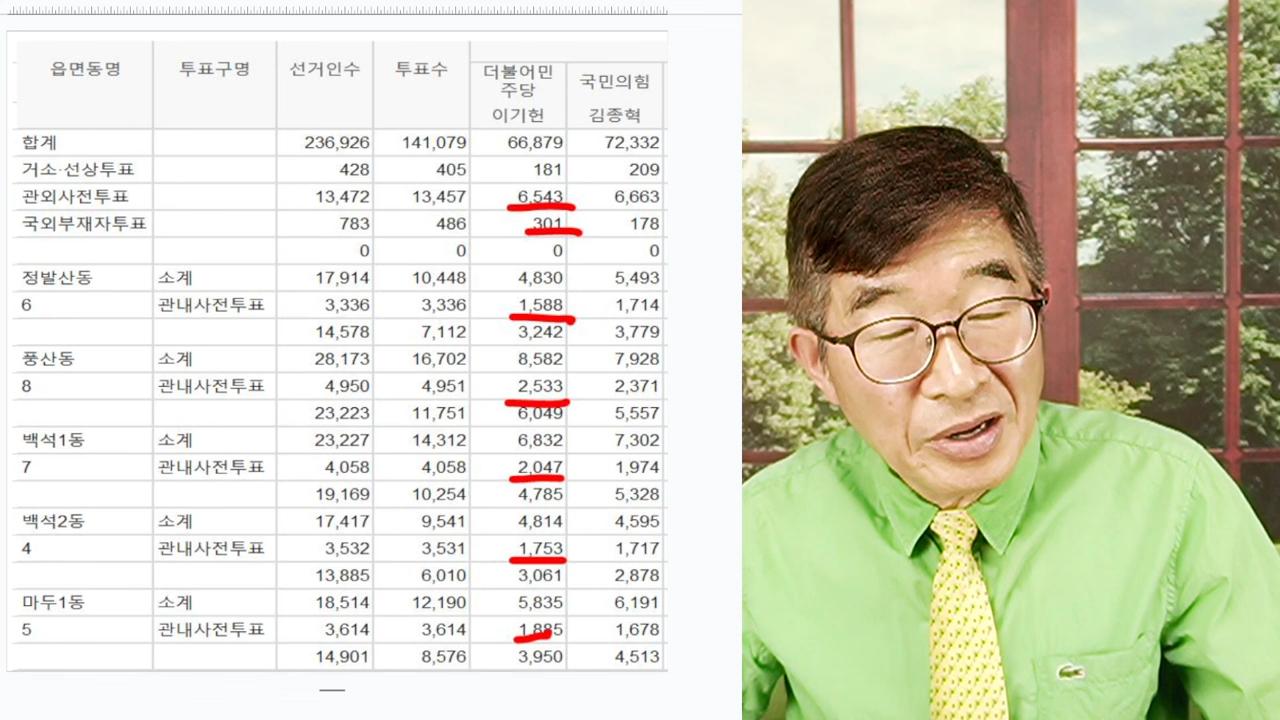 읍면동명 투표구명 선거인수 투표수 더불어민주당 국민의힘
이기헌 김종혁
합계 236,926 141,079 66,879 72,332
거소·선상투표 428 405 181 209
관외사전투표 13,472 13,457 6,543 6,663
국외부재자투표 783 486 301 178
0 0 0 0
정발산동 소계 17,914 10,448 4,830 5,493
6 관내사전투표 3,336 3,336 1,588 1,714
14,578 7,112 3,242 3,779
풍산동 소계 28,173 16,702 8,582 7,928
8 관내사전투표 4,950 4,951 2,533 2,371
23,223 11,751 6,049 5,557
백석1동 소계 23,227 14,312 6,832 7,302
7 관내사전투표 4,058 4,058 2,047 1,974
19,169 10,254 4,785 5,328
백석2동 소계 17,417 9,541 4,814 4,595
4 관내사전투표 3,532 3,531 1,753 1,717
13,885 6,010 3,061 2,878
마두1동 소계 18,514 12,190 5,835 6,191
5 관내사전투표 3,614 3,614 1,885 1,678
14,901 8,576 3,950 4,513